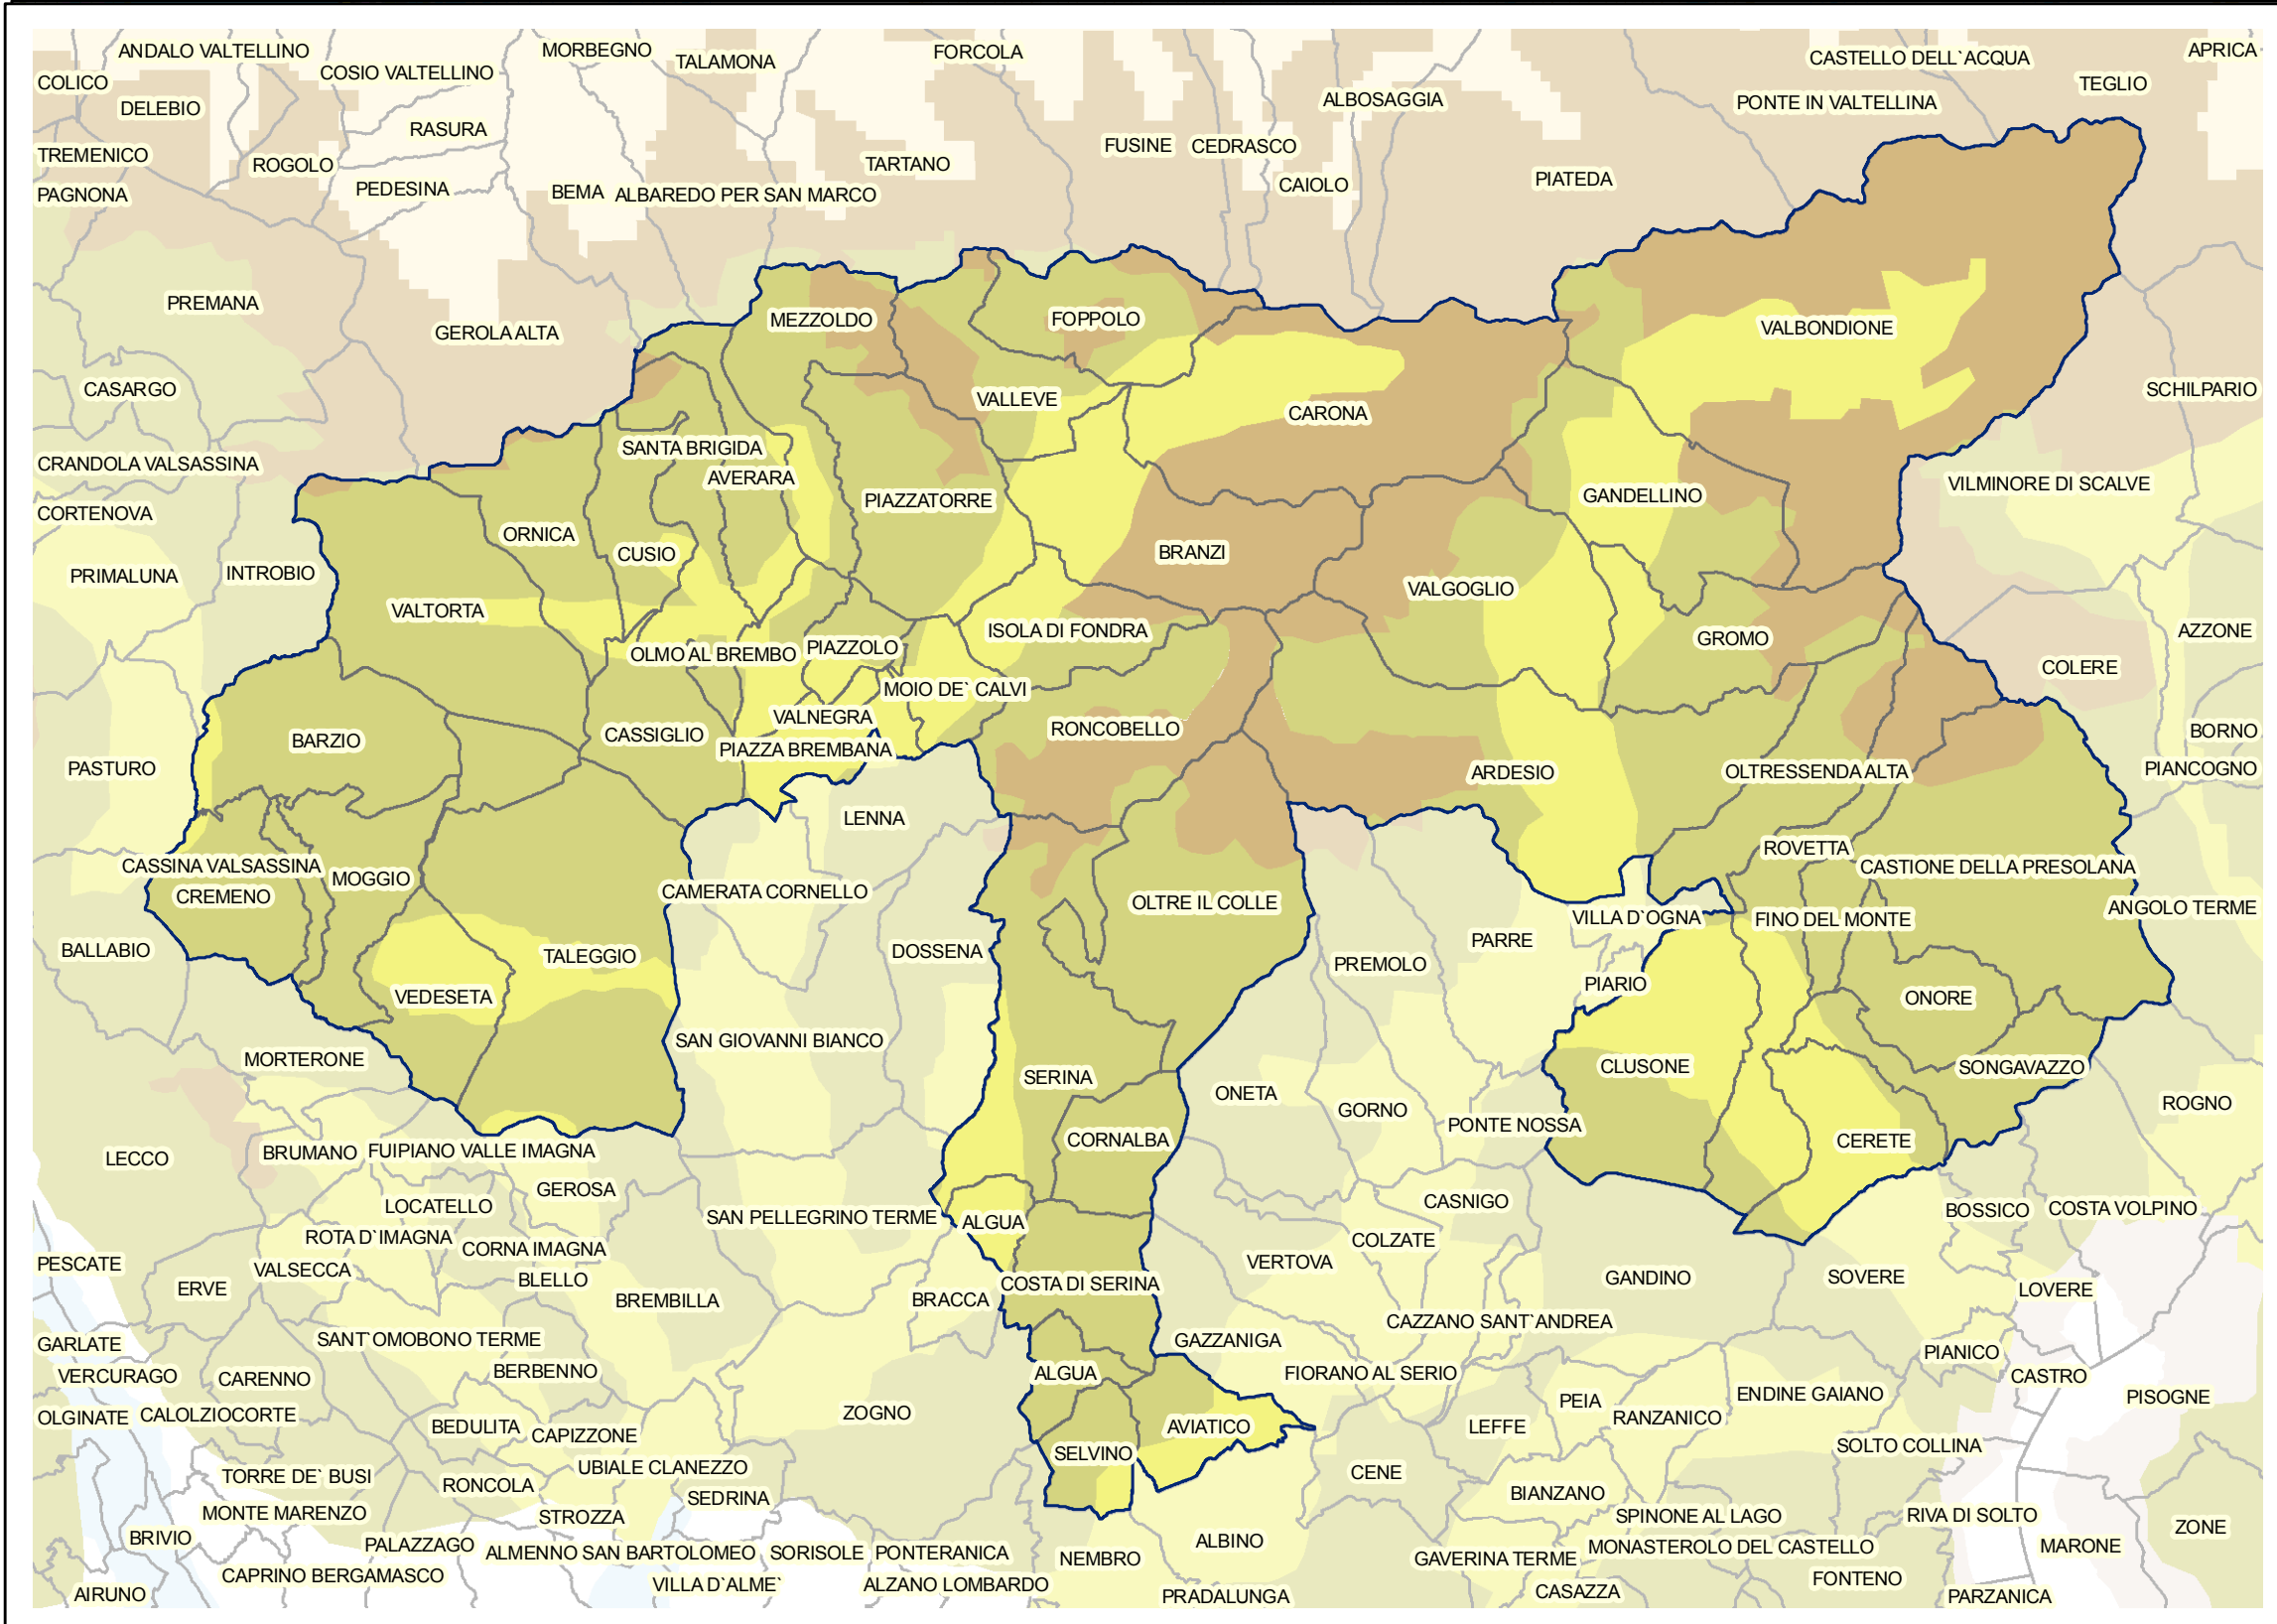 ANDALO VALTELLINO
MORBEGNO
FORCOLA
CASTELLO DELL`ACQUA
APRICA
COLICO
COSIO VALTELLINO
TALAMONA
TEGLIO
DELEBIO
ALBOSAGGIA
PONTE IN VALTELLINA
RASURA
TREMENICO
ROGOLO
TARTANO
FUSINE
CEDRASCO
PAGNONA
PEDESINA
BEMA
ALBAREDO PER SAN MARCO
CAIOLO
PIATEDA
PREMANA
GEROLA ALTA
MEZZOLDO
FOPPOLO
VALBONDIONE
CASARGO
VALLEVE
CARONA
SCHILPARIO
CRANDOLA VALSASSINA
SANTA BRIGIDA
AVERARA
PIAZZATORRE
GANDELLINO
VILMINORE DI SCALVE
CORTENOVA
ORNICA
CUSIO
BRANZI
PRIMALUNA
INTROBIO
VALTORTA
VALGOGLIO
ISOLA DI FONDRA
GROMO
AZZONE
OLMO AL BREMBO
PIAZZOLO
COLERE
MOIO DE` CALVI
VALNEGRA
BARZIO
CASSIGLIO
PIAZZA BREMBANA
RONCOBELLO
BORNO
PASTURO
ARDESIO
OLTRESSENDA ALTA
PIANCOGNO
LENNA
ROVETTA
CASSINA VALSASSINA
MOGGIO
CASTIONE DELLA PRESOLANA
CREMENO
CAMERATA CORNELLO
OLTRE IL COLLE
VILLA D`OGNA
FINO DEL MONTE
ANGOLO TERME
BALLABIO
TALEGGIO
DOSSENA
PREMOLO
PARRE
VEDESETA
PIARIO
ONORE
MORTERONE
SAN GIOVANNI BIANCO
SERINA
ONETA
CLUSONE
SONGAVAZZO
GORNO
PONTE NOSSA
ROGNO
LECCO
BRUMANO
FUIPIANO VALLE IMAGNA
CORNALBA
CERETE
GEROSA
LOCATELLO
CASNIGO
BOSSICO
COSTA VOLPINO
ROTA D`IMAGNA
SAN PELLEGRINO TERME
ALGUA
CORNA IMAGNA
COLZATE
PESCATE
VALSECCA
VERTOVA
ERVE
BLELLO
BREMBILLA
COSTA DI SERINA
GANDINO
SOVERE
LOVERE
BRACCA
CAZZANO SANT`ANDREA
GARLATE
SANT`OMOBONO TERME
GAZZANIGA
PIANICO
VERCURAGO
CARENNO
BERBENNO
ALGUA
FIORANO AL SERIO
CASTRO
OLGINATE
CALOLZIOCORTE
BEDULITA
CAPIZZONE
ZOGNO
AVIATICO
LEFFE
PEIA
RANZANICO
ENDINE GAIANO
PISOGNE
SOLTO COLLINA
SELVINO
TORRE DE` BUSI
RONCOLA
UBIALE CLANEZZO
CENE
BIANZANO
MONTE MARENZO
STROZZA
SEDRINA
SPINONE AL LAGO
RIVA DI SOLTO
ZONE
BRIVIO
PALAZZAGO
ALMENNO SAN BARTOLOMEO
SORISOLE
PONTERANICA
NEMBRO
ALBINO
GAVERINA TERME
MONASTEROLO DEL CASTELLO
MARONE
AIRUNO
CAPRINO BERGAMASCO
VILLA D`ALME`
ALZANO LOMBARDO
PRADALUNGA
CASAZZA
FONTENO
PARZANICA